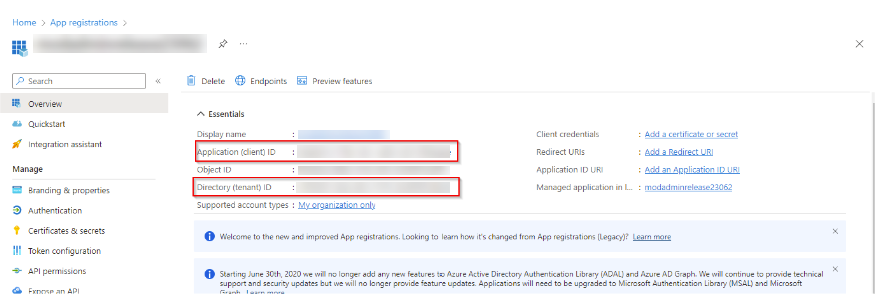 Home > App registrations >
Search
Delete Endpoints Preview features
Overview
Quickstart
Integration assistant
Manage
Branding & properties
Authentication
Certificates & secrets
Token configuration
API permissions
Expose an API
Essentials
Display name :
Application (client) ID :
Object ID :
Directory (tenant) ID :
Supported account types : My organization only
Client credentials : Add a certificate or secret
Redirect URIs : Add a Redirect URI
Application ID URI : Add an Application ID URI
Managed application in l... : modadminrelease23062
Welcome to the new and improved App registrations. Looking to learn how it's changed from App registrations (Legacy)? Learn more
Starting June 30th, 2020 we will no longer add any new features to Azure Active Directory Authentication Library (ADAL) and Azure AD Graph. We will continue to provide technical
support and security updates but we will no longer provide feature updates. Applications will need to be upgraded to Microsoft Authentication Library (MSAL) and Microsoft
Graph. Learn more